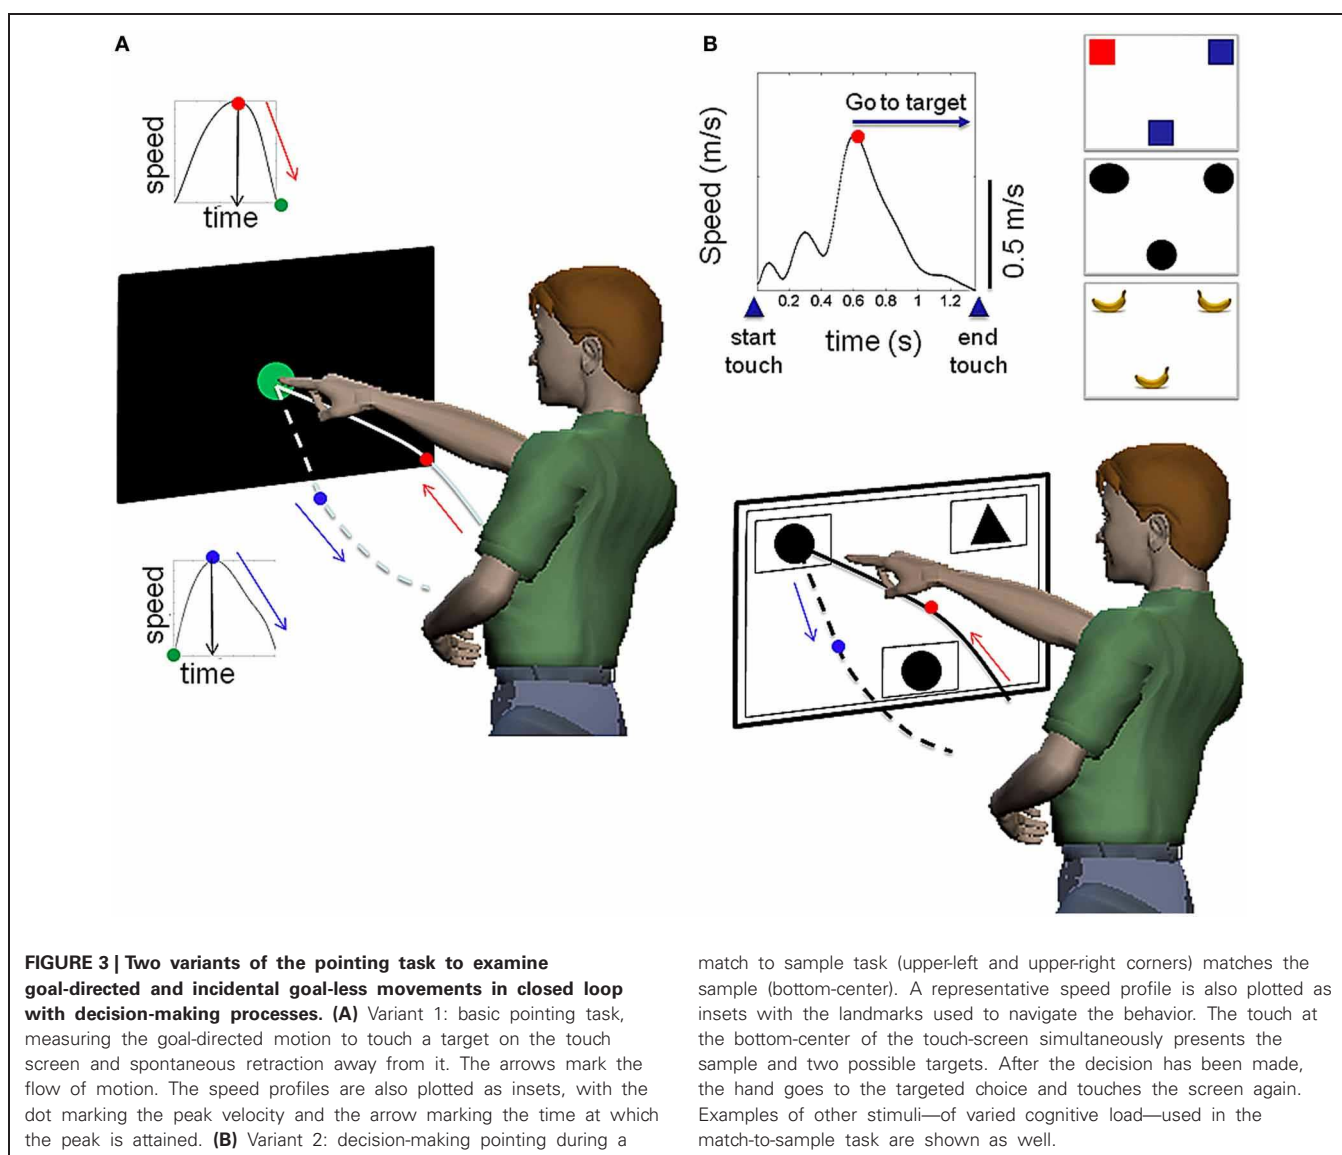 A
speed
time
speed
time
B
Go to target
Speed (m/s)
0.5 m/s
0.2 0.4 0.6 0.8 1 1.2
start
touch
time (s)
end
touch
FIGURE 3 | Two variants of the pointing task to examine
goal-directed and incidental goal-less movements in closed loop
with decision-making processes. (A) Variant 1: basic pointing task,
measuring the goal-directed motion to touch a target on the touch
screen and spontaneous retraction away from it. The arrows mark the
flow of motion. The speed profiles are also plotted as insets, with the
dot marking the peak velocity and the arrow marking the time at which
the peak is attained. (B) Variant 2: decision-making pointing during a
match to sample task (upper-left and upper-right corners) matches the
sample (bottom-center). A representative speed profile is also plotted as
insets with the landmarks used to navigate the behavior. The touch at
the bottom-center of the touch-screen simultaneously presents the
sample and two possible targets. After the decision has been made,
the hand goes to the targeted choice and touches the screen again.
Examples of other stimuli—of varied cognitive load—used in the
match-to-sample task are shown as well.